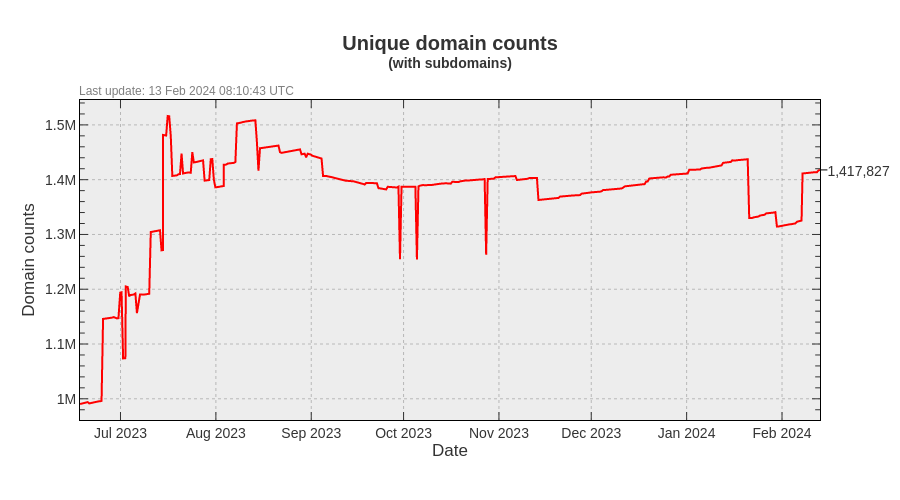 Unique domain counts
(with subdomains)
Last update: 13 Feb 2024 08:10:43 UTC
1.5M
1.4M
1.3M
1.2M
1.1M
1M
Domain counts
1,417,827
Jul 2023 Aug 2023 Sep 2023 Oct 2023 Nov 2023 Dec 2023 Jan 2024 Feb 2024
Date